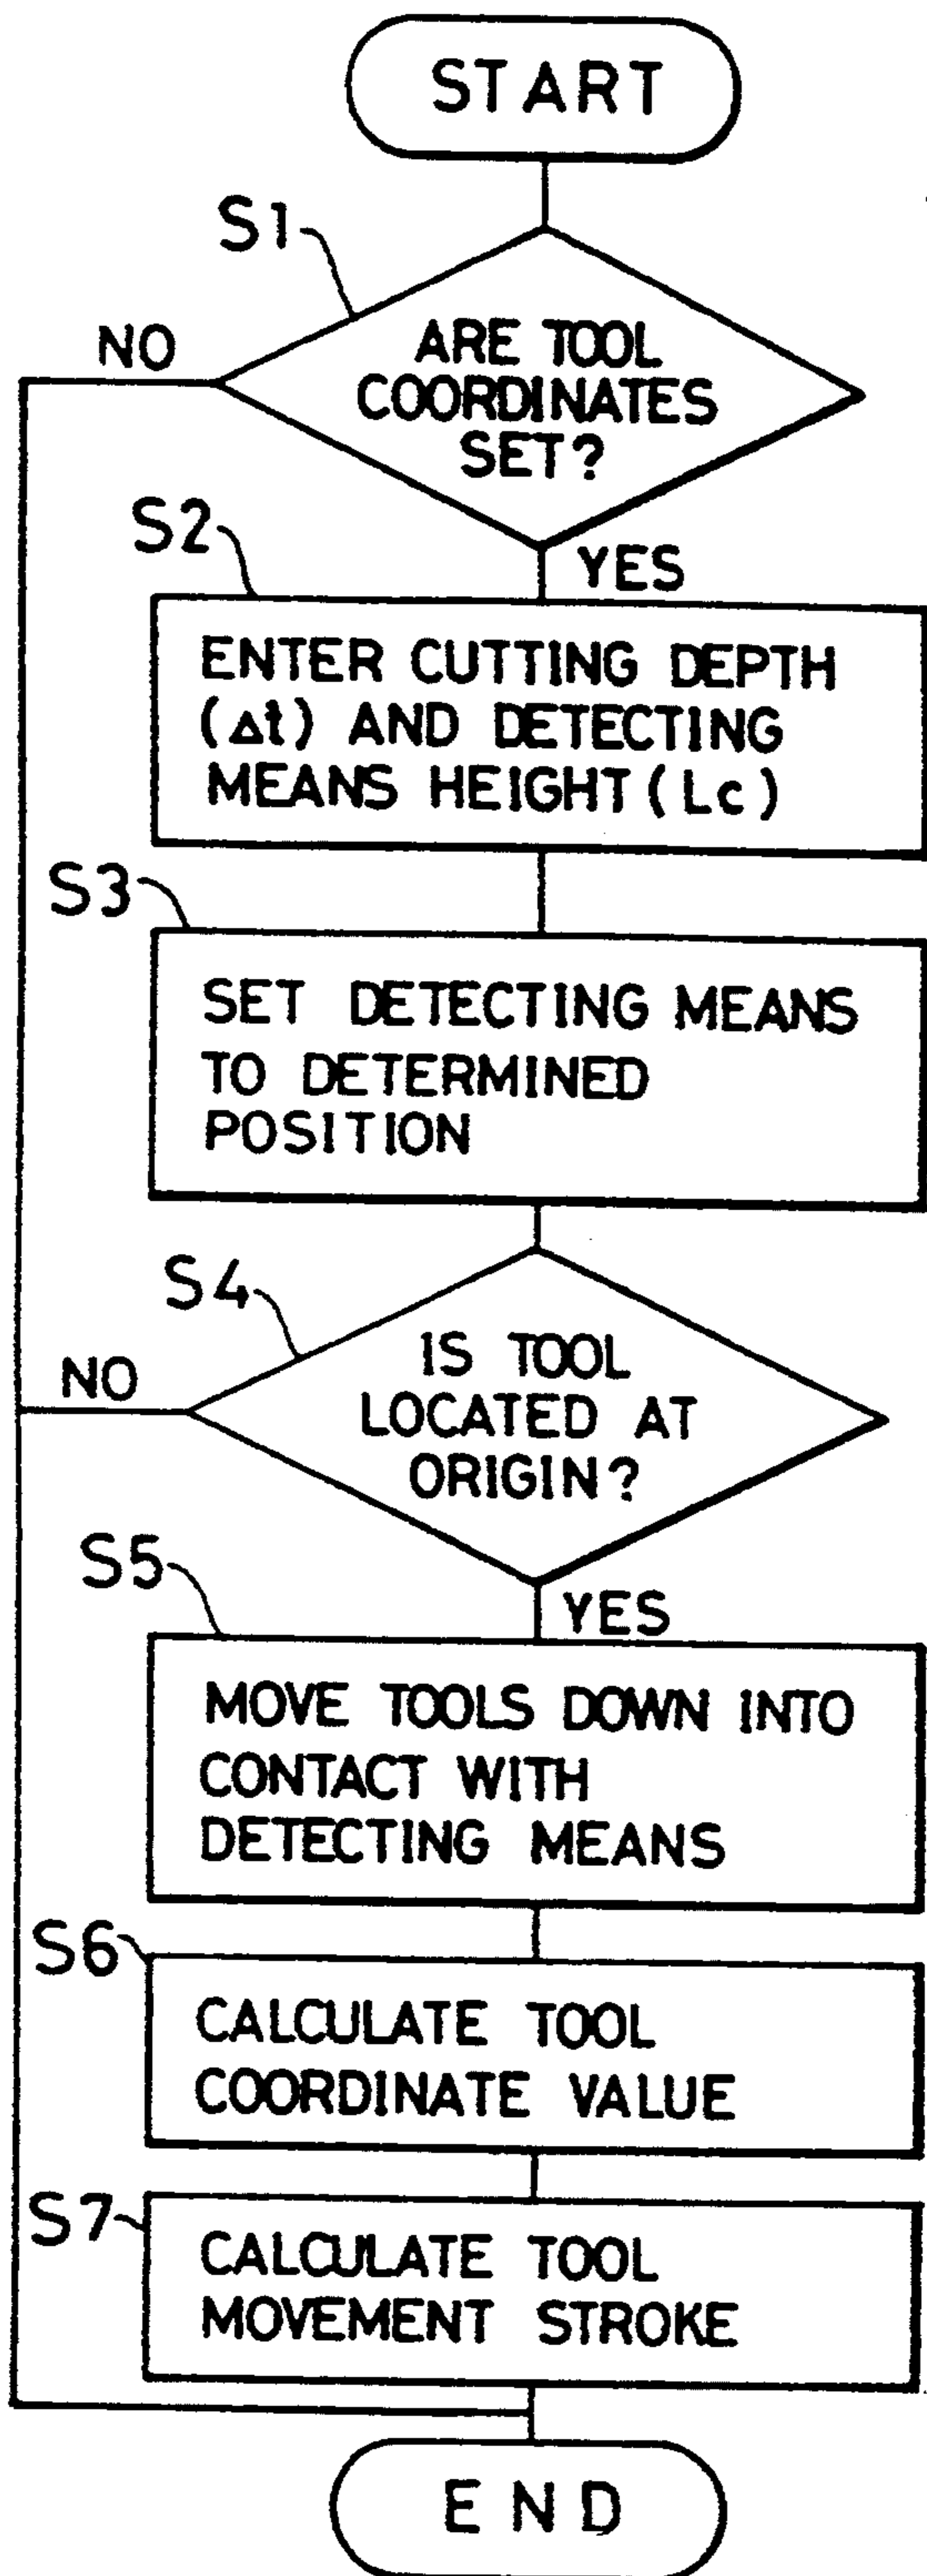 START
S1
NO
ARE TOOL
COORDINATES
SET?
S2
YES
ENTER CUTTING DEPTH
(Δt) AND DETECTING
MEANS HEIGHT (Lc)
S3
SET DETECTING MEANS
TO DETERMINED
POSITION
S4
NO
IS TOOL
LOCATED AT
ORIGIN?
S5
YES
MOVE TOOLS DOWN INTO
CONTACT WITH
DETECTING MEANS
S6
CALCULATE TOOL
COORDINATE VALUE
S7
CALCULATE TOOL
MOVEMENT STROKE
END